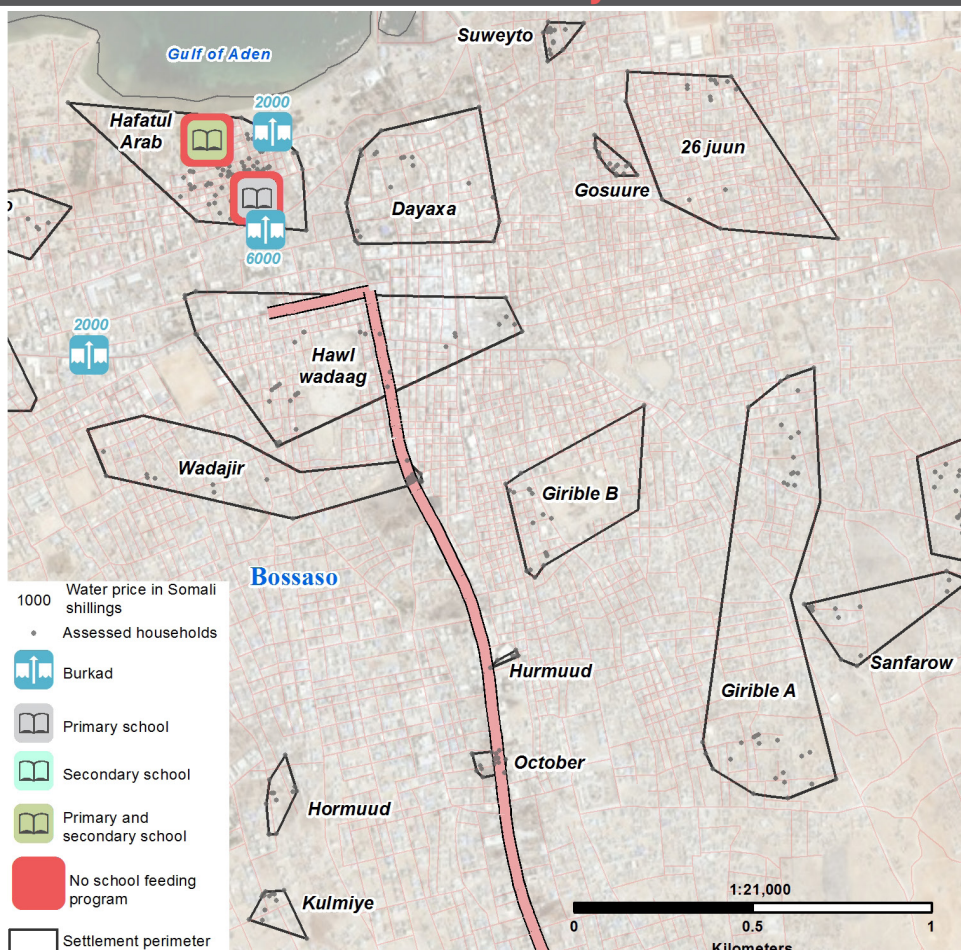 Gulf of Aden
Suweyto
2000
Hafatul
Arab
26 juun
Gosuure
Dayaxa
6000
2000
Hawl
wadaag
Wadajir
Girible B
Bossaso
Hurmuud
Sanfarow
Girible A
October
Hormuud
Kulmiye
1000 Water price in Somali
shillings
Assessed households
Burkad
Primary school
Secondary school
Primary and
secondary school
No school feeding
program
Settlement perimeter
1:21,000
0 0.5 1
Kilometers